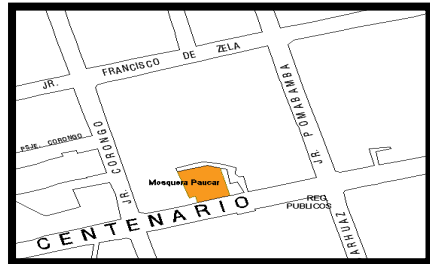 JR. FRANCISCO DE ZELA
PSJE. CORONGO
JR. CORONGO
JR. POMABAMBA
Mosquera Paucar
CENTENARIO
REG
PUBLICOS
ARHUAZ